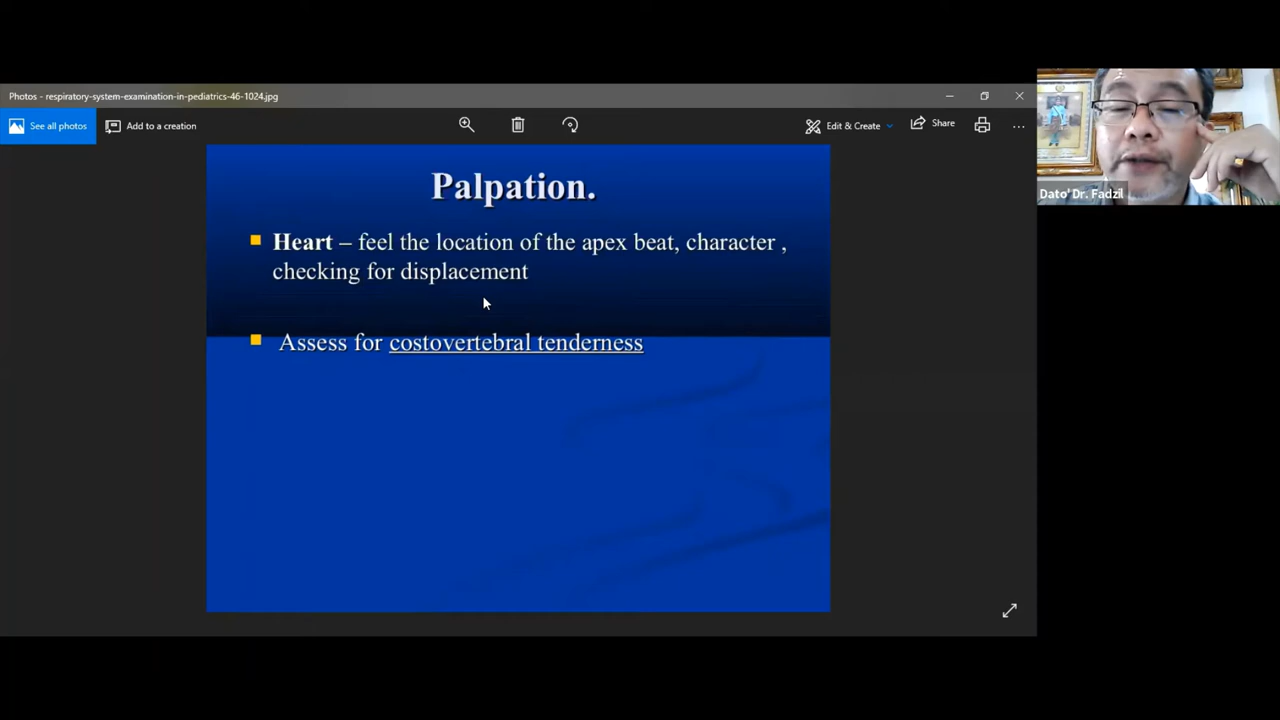 Photos - respiratory-system-examination-in-pediatrics-46-1024.jpg
See all photos
Add to a creation
Edit & Create
Share
Palpation.
Heart – feel the location of the apex beat, character ,
checking for displacement
Assess for costovertebral tenderness
Dato' Dr. Fadzil